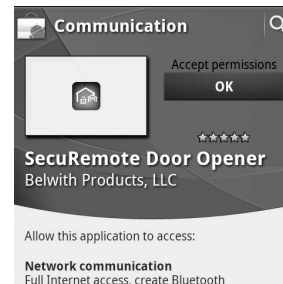 Communication
Accept permissions
OK
SecuRemote Door Opener
Belwith Products, LLC
Allow this application to access:
Network communication
Full Internet access, create Bluetooth